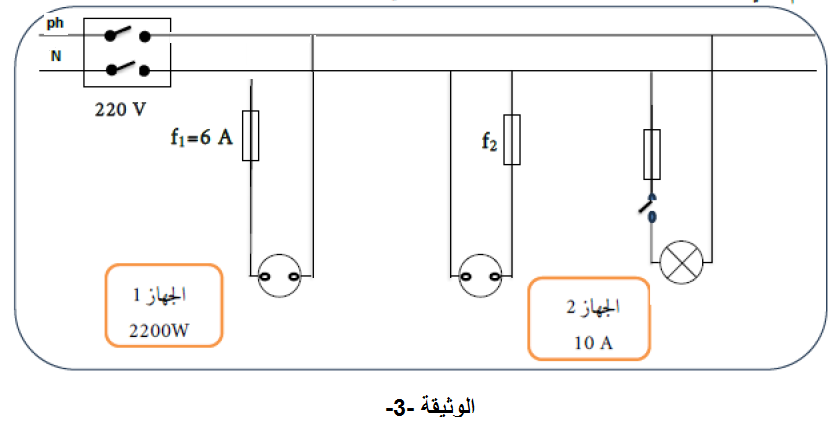 ph
N
220 V
f₁=6 A
f₂
الجهاز 1
2200W
الجهاز 2
10 A
الوثيقة -3-